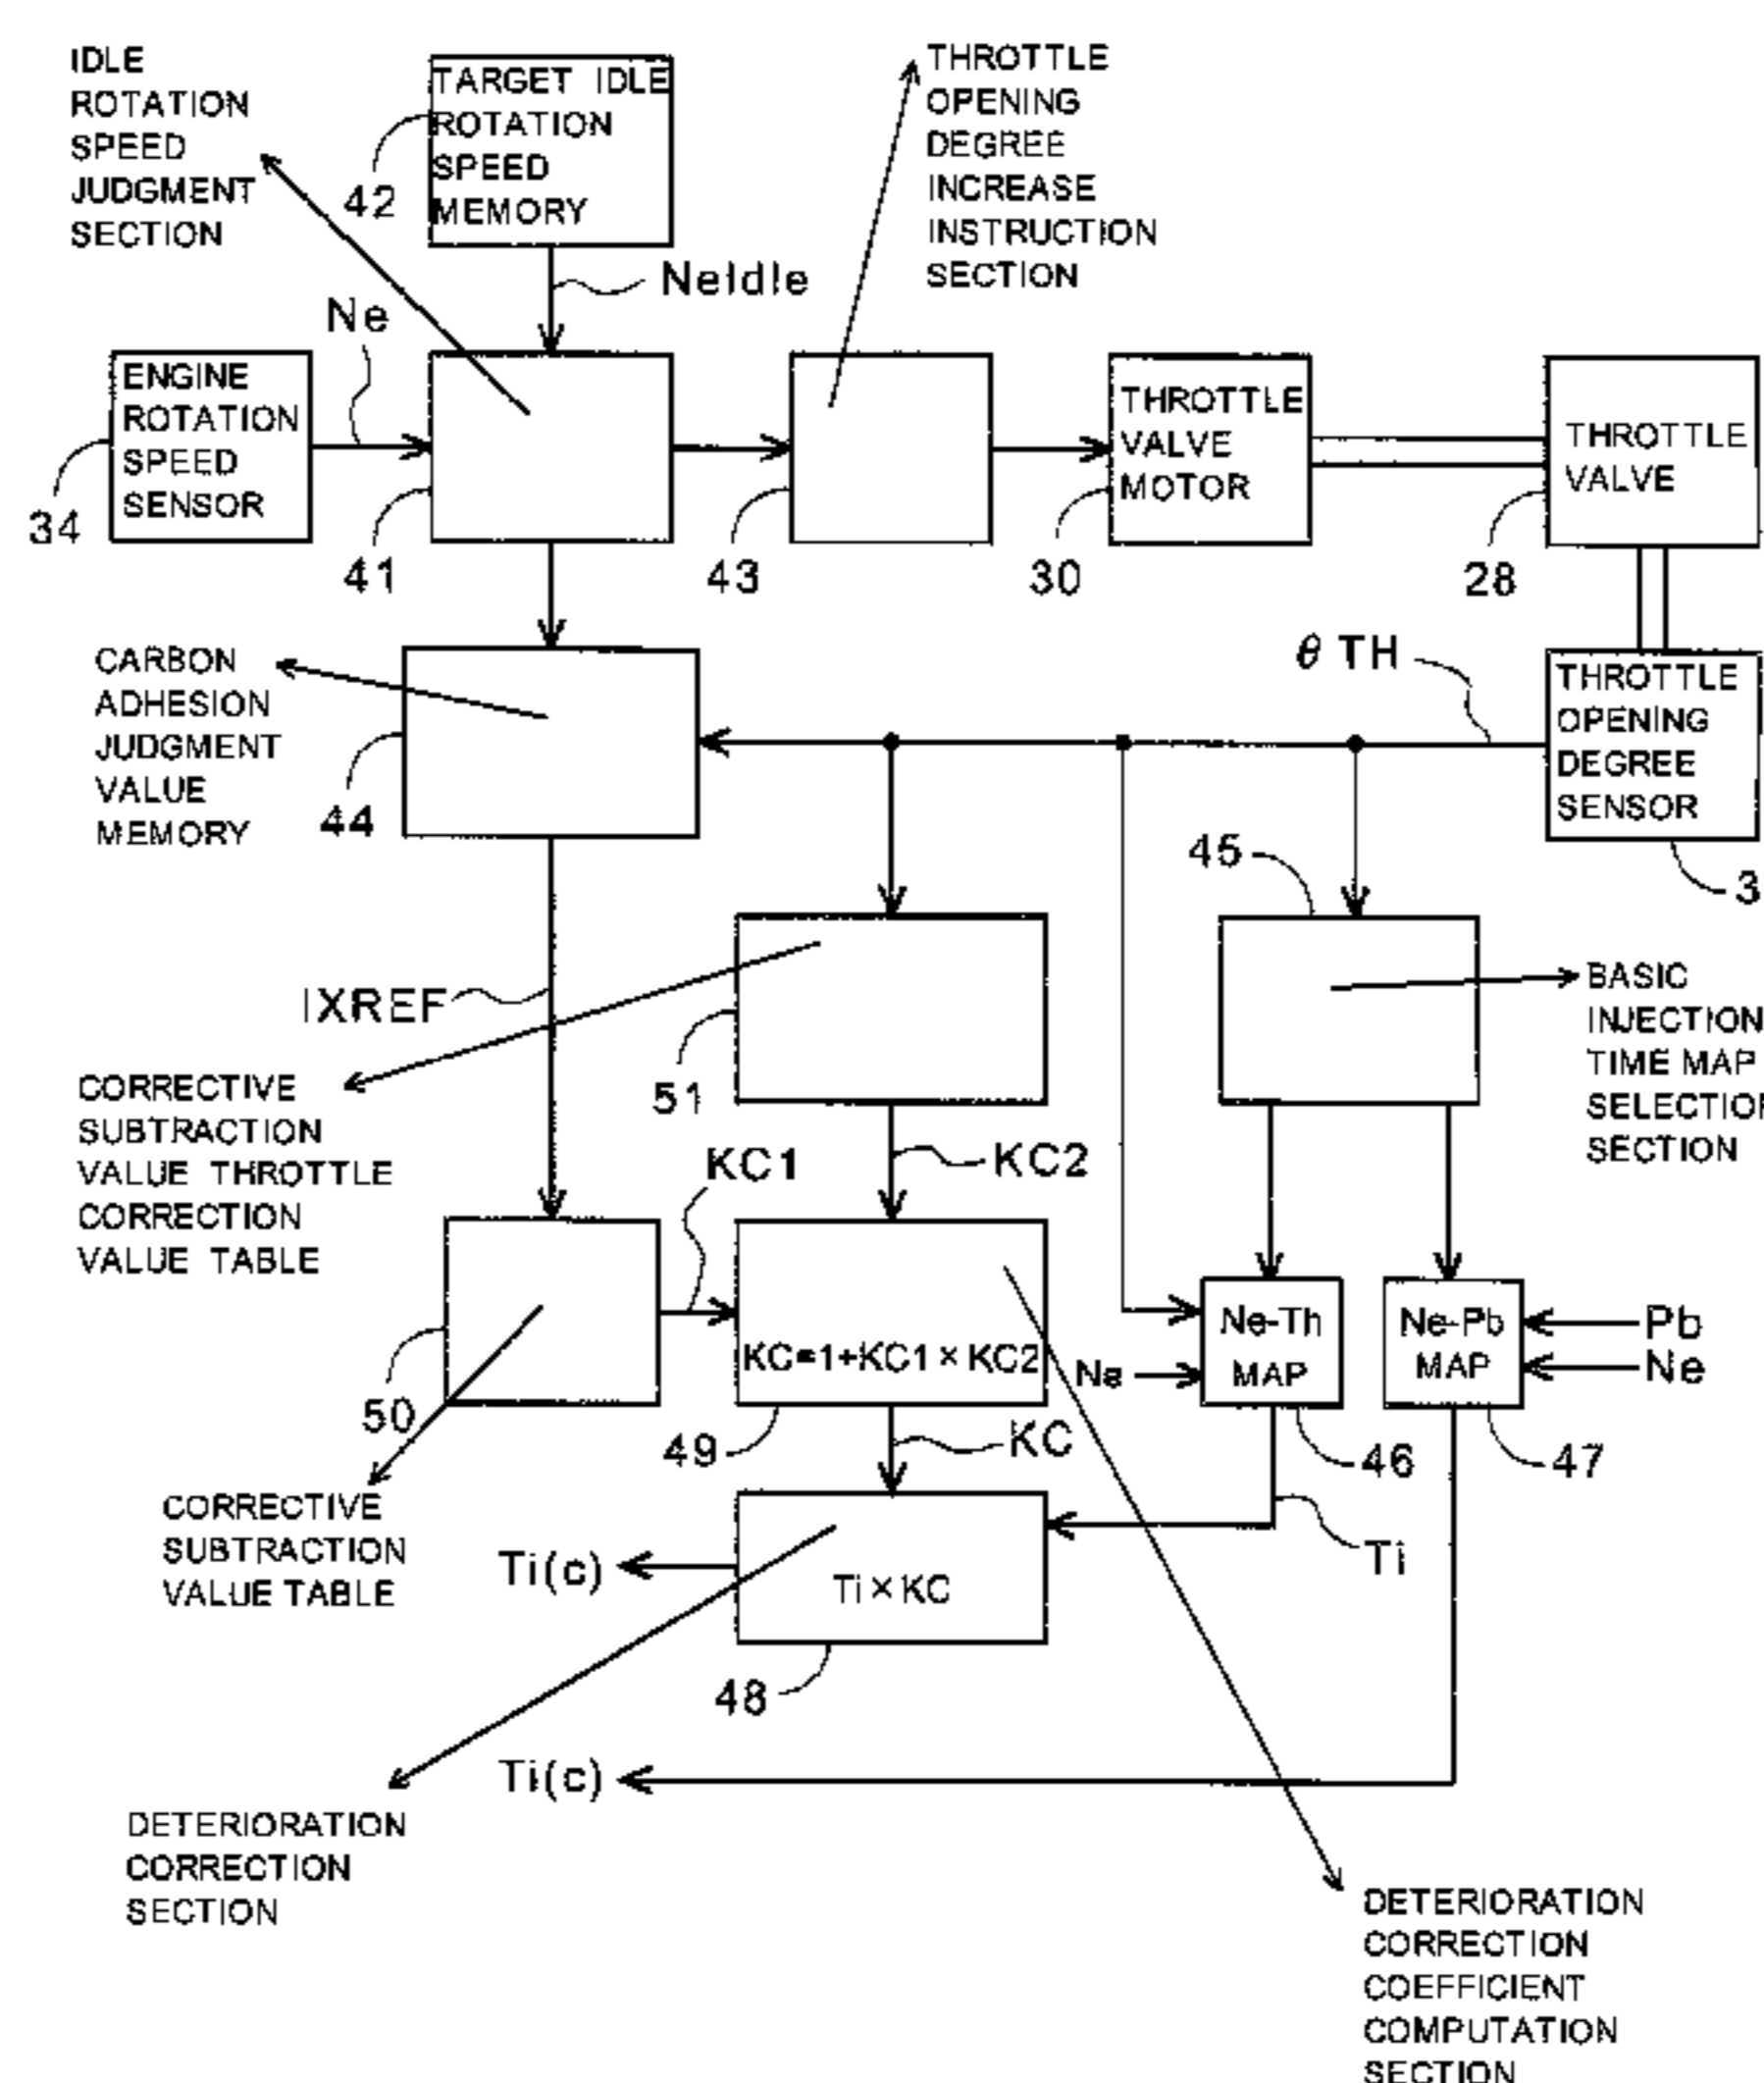 IDLE
ROTATION
SPEED
JUDGMENT
SECTION
TARGET IDLE
ROTATION
SPEED
MEMORY
42
THROTTLE
OPENING
DEGREE
INCREASE
INSTRUCTION
SECTION
NeIdle
Ne
ENGINE
ROTATION
SPEED
SENSOR
34
41
43
THROTTLE
VALVE
MOTOR
30
THROTTLE
VALVE
28
CARBON
ADHESION
JUDGMENT
VALUE
MEMORY
44
θ TH
THROTTLE
OPENING
DEGREE
SENSOR
3
45
IXREF
51
BASIC
INJECTION
TIME MAP
SELECTION
SECTION
CORRECTIVE
SUBTRACTION
VALUE THROTTLE
CORRECTION
VALUE TABLE
KC1
KC2
50
KC=1+KC1×KC2
49
Ne
Ne-Th
MAP
46
Ne-Pb
MAP
47
Pb
Ne
KC
CORRECTIVE
SUBTRACTION
VALUE TABLE
Ti(c)
Ti×KC
Ti
48
Ti(c)
DETERIORATION
CORRECTION
SECTION
DETERIORATION
CORRECTION
COEFFICIENT
COMPUTATION
SECTION